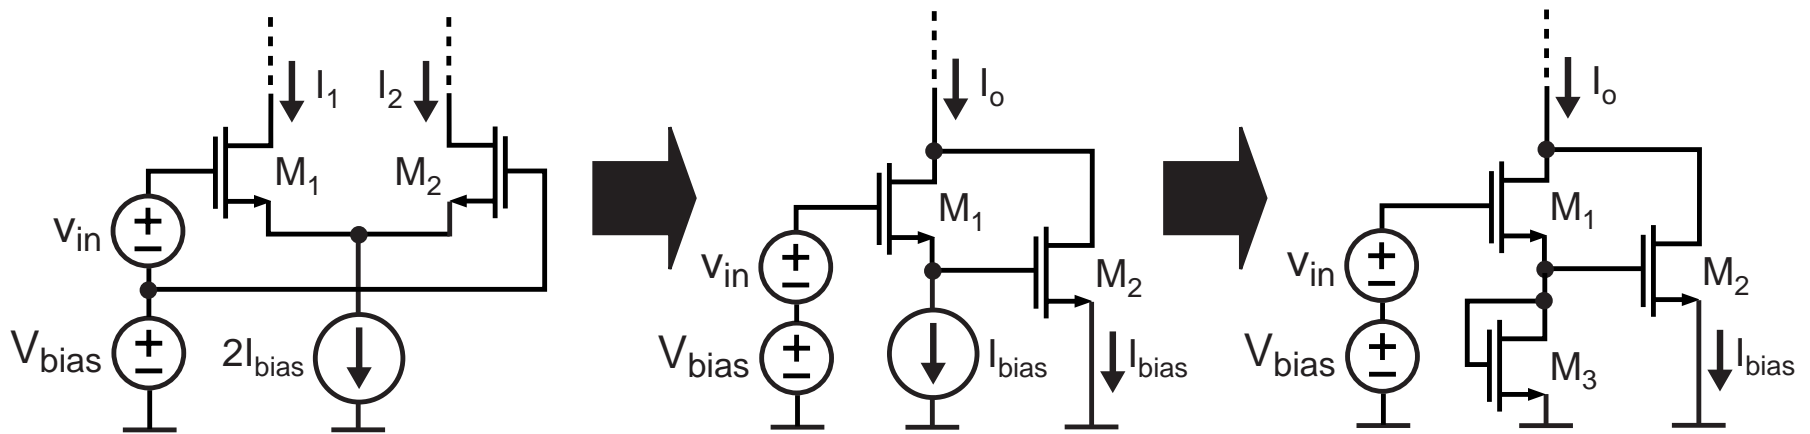 I1 I2
M1 M2
vin
Vbias
2Ibias
Io
M1
vin
M2
Vbias
Ibias Ibias
Io
M1
vin
M2
Vbias
M3
Ibias